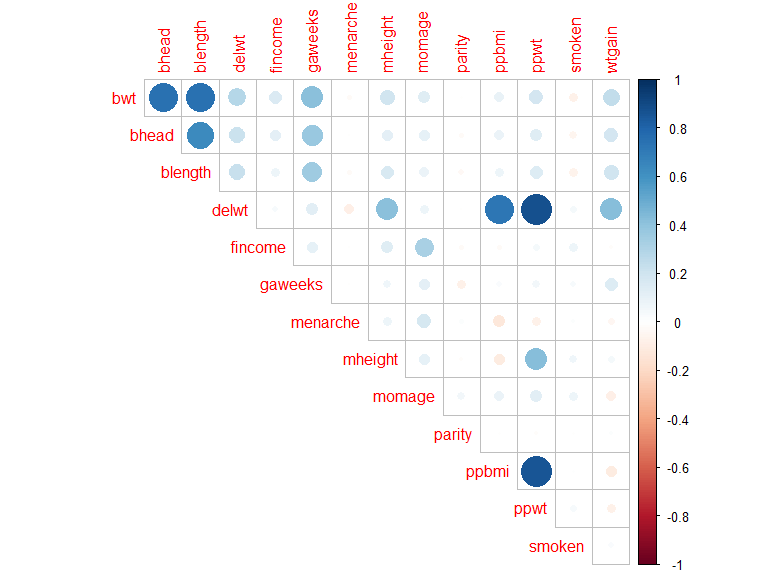 bhead
blength
delwt
fincome
gaweeks
menarche
mheight
momage
parity
ppbmi
ppwt
smoken
wtgain
bwt
bhead
blength
delwt
fincome
gaweeks
menarche
mheight
momage
parity
ppbmi
ppwt
smoken
1
0.8
0.6
0.4
0.2
0
-0.2
-0.4
-0.6
-0.8
-1